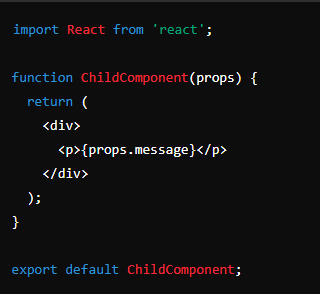 import React from 'react';
function ChildComponent(props) {
  return (
    <div>
      <p>{props.message}</p>
    </div>
  );
}
export default ChildComponent;